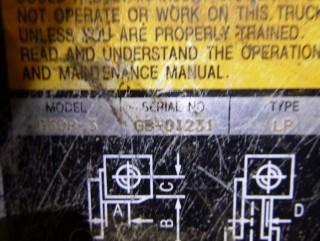 NOT OPERATE OR WORK ON THIS TRUCK
UNLESS YOU ARE PROPERLY TRAINED.
READ AND UNDERSTAND THE OPERATION
AND MAINTENANCE MANUAL.
MODEL SERIAL NO. TYPE
GB-01231 LP
C
A D
B